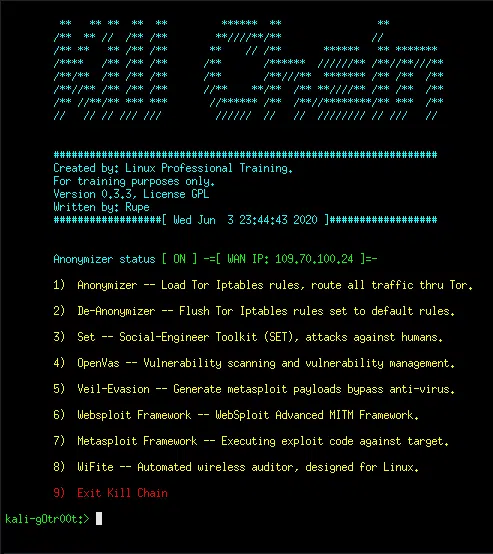 Kill Chain
################################################################
Created by: Linux Professional Training.
For training purposes only.
Version 0.3.3, License GPL
Written by: Rupe
##################[ Wed Jun  3 23:44:43 2020 ]##################
Anonymizer status [ ON ] -=[ WAN IP: 109.70.100.24 ]=-
1)  Anonymizer -- Load Tor Iptables rules, route all traffic thru Tor.
2)  De-Anonymizer -- Flush Tor Iptables rules set to default rules.
3)  Set -- Social-Engineer Toolkit (SET), attacks against humans.
4)  OpenVas -- Vulnerability scanning and vulnerability management.
5)  Veil-Evasion -- Generate metasploit payloads bypass anti-virus.
6)  Websploit Framework -- WebSploit Advanced MITM Framework.
7)  Metasploit Framework -- Executing exploit code against target.
8)  WiFite -- Automated wireless auditor, designed for Linux.
9)  Exit Kill Chain
kali-g0tr00t:>